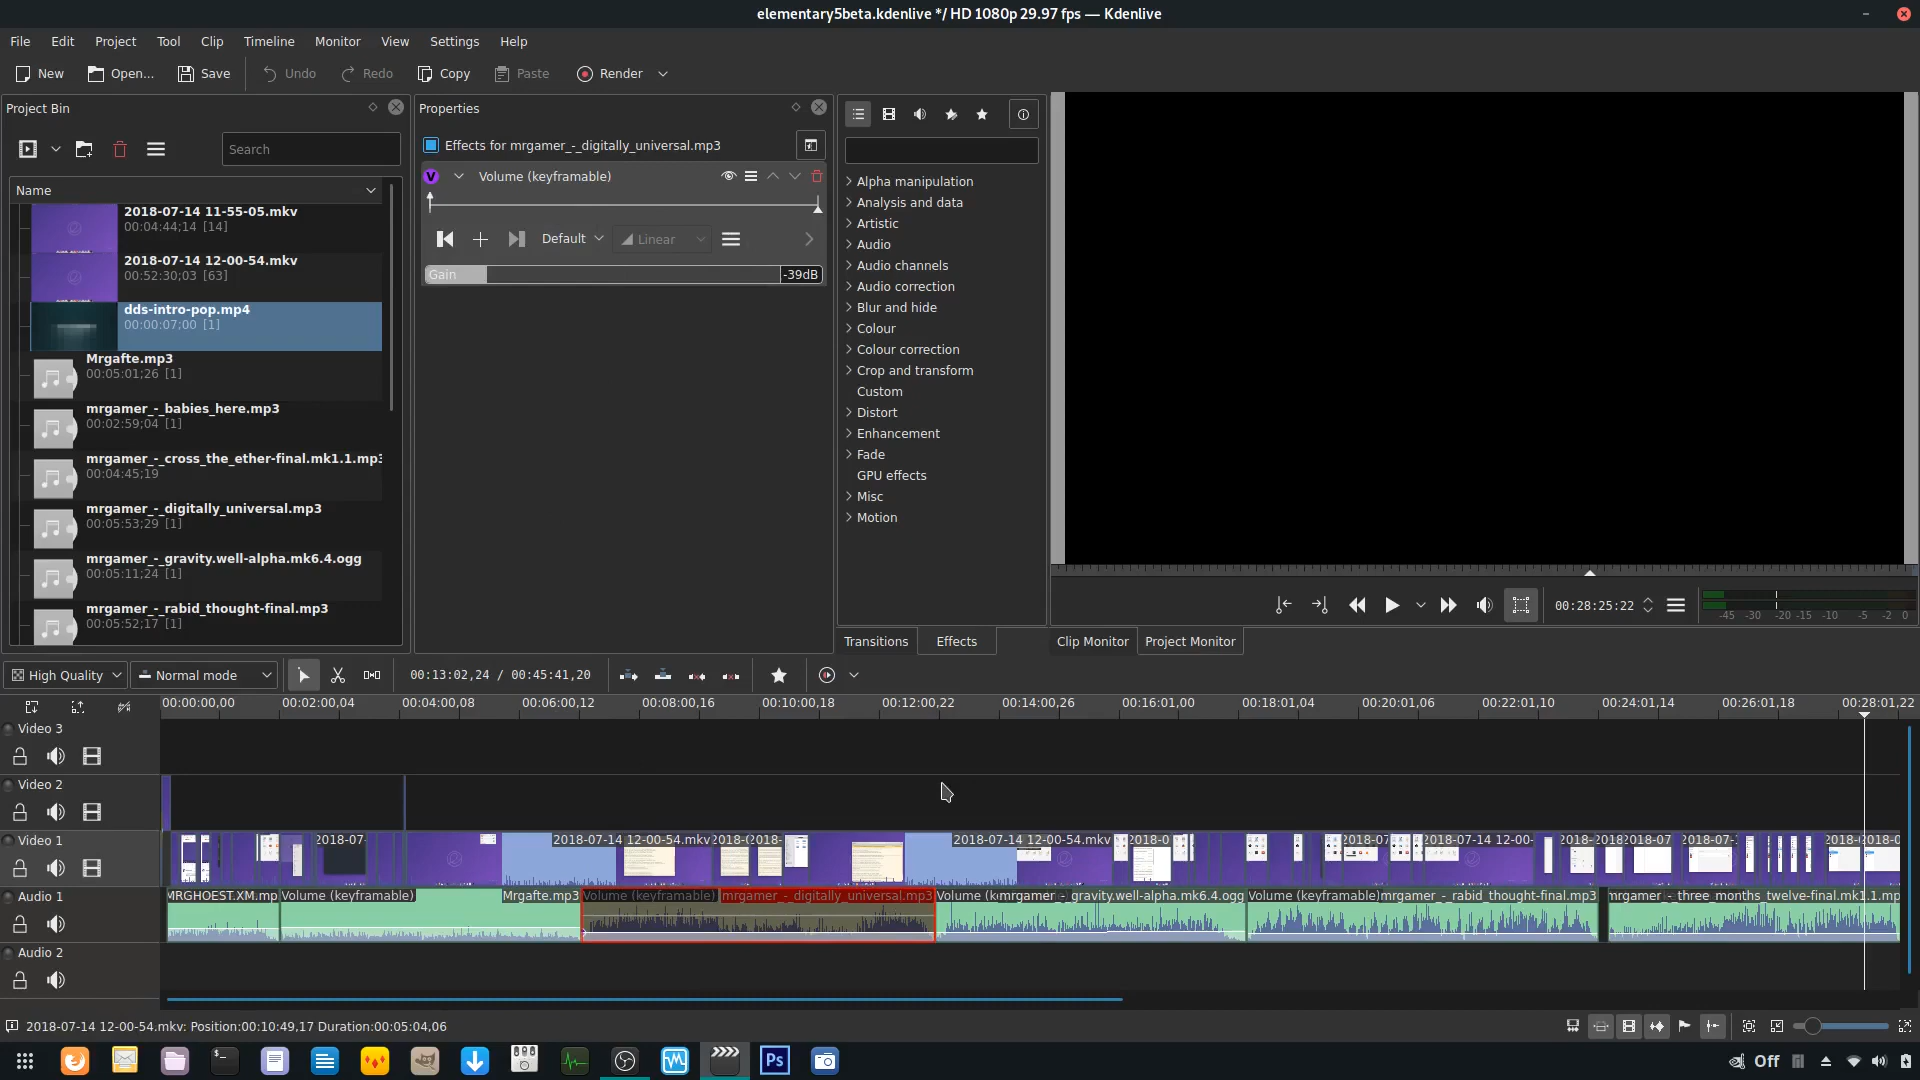 elementary5beta.kdenlive */ HD 1080p 29.97 fps — Kdenlive
File Edit Project Tool Clip Timeline Monitor View Settings Help
New Open... Save Undo Redo Copy Paste Render
Project Bin
Search
Name
2018-07-14 11-55-05.mkv
00:04:44;14 [14]
2018-07-14 12-00-54.mkv
00:52:30;03 [63]
dds-intro-pop.mp4
00:00:07;00 [1]
Mrgafte.mp3
00:05:01;26 [1]
mrgamer_-_babies_here.mp3
00:02:59;04 [1]
mrgamer_-_cross_the_ether-final.mk1.1.mp3
00:04:45;19
mrgamer_-_digitally_universal.mp3
00:05:53;29 [1]
mrgamer_-_gravity.well-alpha.mk6.4.ogg
00:05:11;24 [1]
mrgamer_-_rabid_thought-final.mp3
00:05:52;17 [1]
Properties
Effects for mrgamer_-_digitally_universal.mp3
V Volume (keyframable)
Default Linear
Gain -39dB
Alpha manipulation
Analysis and data
Artistic
Audio
Audio channels
Audio correction
Blur and hide
Colour
Colour correction
Crop and transform
Custom
Distort
Enhancement
Fade
GPU effects
Misc
Motion
Transitions Effects
00:28:25:22
-45 -30 -20 -15 -10 -5 -2 0
Clip Monitor Project Monitor
High Quality Normal mode 00:13:02,24 / 00:45:41,20
00:00:00,00 00:02:00,04 00:04:00,08 00:06:00,12 00:08:00,16 00:10:00,18 00:12:00,22 00:14:00,26 00:16:01,00 00:18:01,04 00:20:01,06 00:22:01,10 00:24:01,14 00:26:01,18 00:28:01,22
Video 3
Video 2
Video 1
2018-07- 2018-07-14 12-00-54.mkv 2018- 2018-07-14 12-00-54.mkv 2018-0 2018-07 2018-07-14 12-00- 2018- 2018 2018-07 2018-07- 2018-0
Audio 1
MRGHOEST.XM.mp Volume (keyframable) Mrgafte.mp3 Volume (keyframable) mrgamer_-_digitally_universal.mp3 Volume (k mrgamer_-_gravity.well-alpha.mk6.4.ogg Volume (keyframable) mrgamer_-_rabid_thought-final.mp3 mrgamer_-_three_months_twelve-final.mk1.1.mp
Audio 2
2018-07-14 12-00-54.mkv: Position:00:10:49,17 Duration:00:05:04,06
Ps
Off